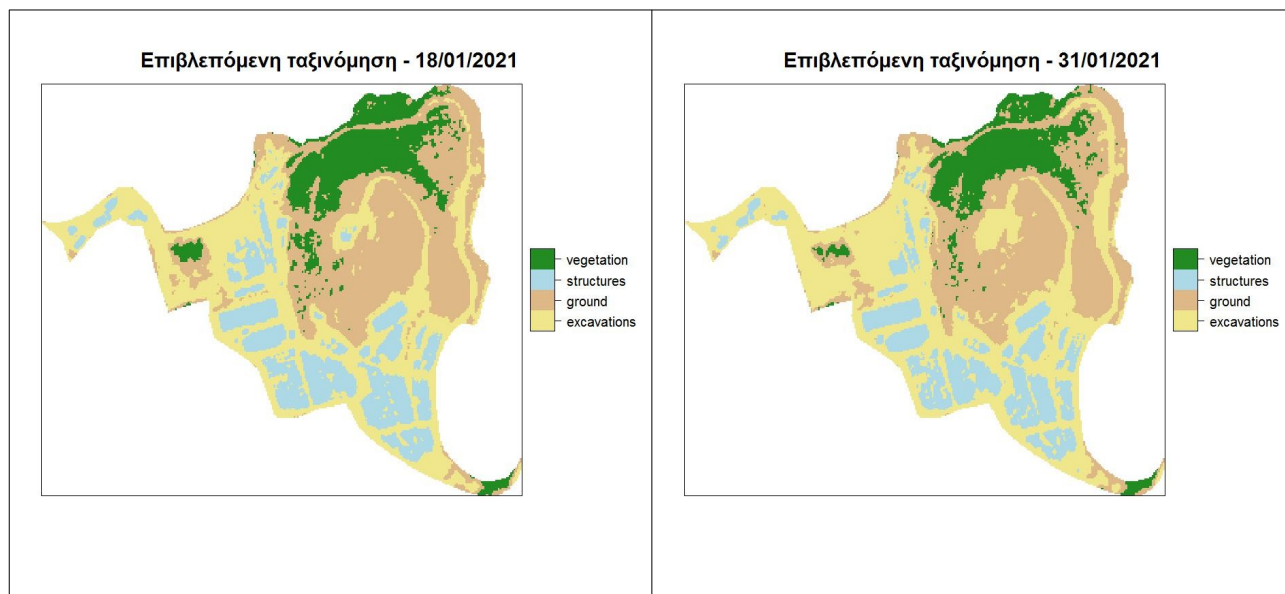 Επιβλεπόμενη ταξινόμηση - 18/01/2021
vegetation
structures
ground
excavations
Επιβλεπόμενη ταξινόμηση - 31/01/2021
vegetation
structures
ground
excavations